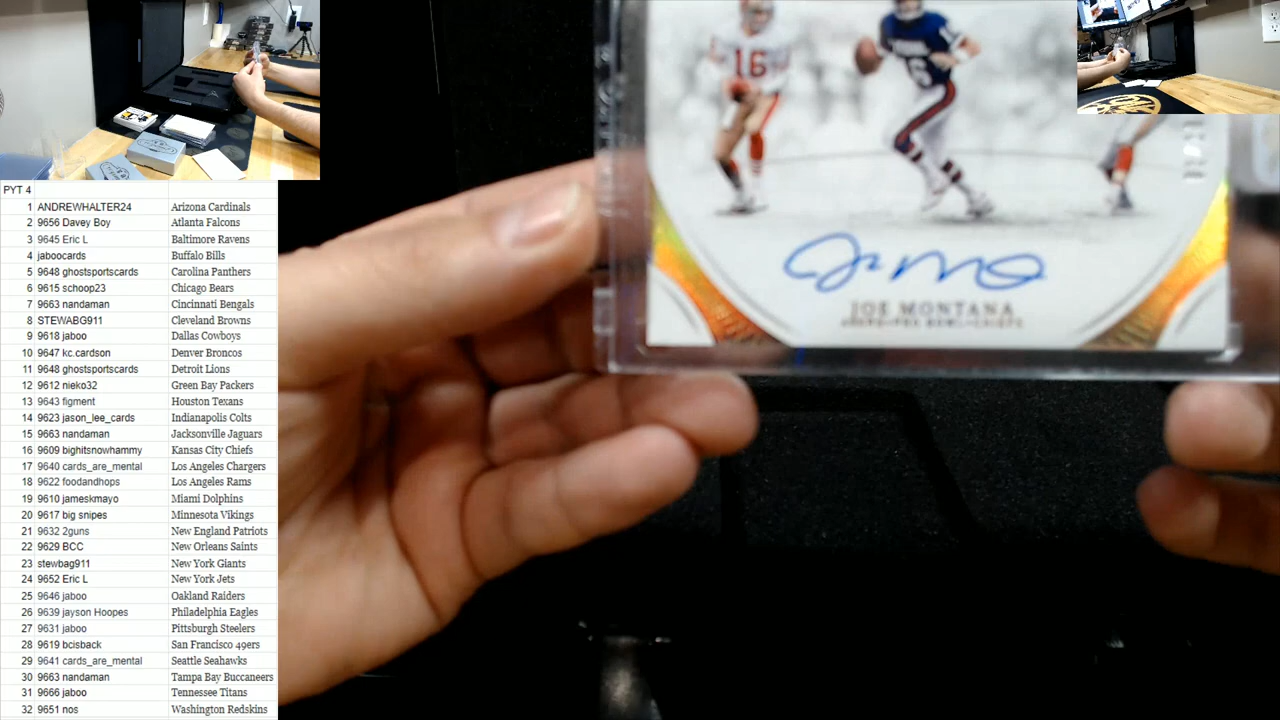 16
JOE MONTANA
PYT 4
1 ANDREWHALTER24 Arizona Cardinals
2 9656 Davey Boy Atlanta Falcons
3 9645 Eric L Baltimore Ravens
4 jaboocards Buffalo Bills
5 9648 ghostsportscards Carolina Panthers
6 9615 schoop23 Chicago Bears
7 9663 nandaman Cincinnati Bengals
8 STEWABG911 Cleveland Browns
9 9618 jaboo Dallas Cowboys
10 9647 kc.cardson Denver Broncos
11 9648 ghostsportscards Detroit Lions
12 9612 nieko32 Green Bay Packers
13 9643 figment Houston Texans
14 9623 jason_lee_cards Indianapolis Colts
15 9663 nandaman Jacksonville Jaguars
16 9609 bighitsnowhammy Kansas City Chiefs
17 9640 cards_are_mental Los Angeles Chargers
18 9622 foodandhops Los Angeles Rams
19 9610 jameskmayo Miami Dolphins
20 9617 big snipes Minnesota Vikings
21 9632 2guns New England Patriots
22 9629 BCC New Orleans Saints
23 stewbag911 New York Giants
24 9652 Eric L New York Jets
25 9646 jaboo Oakland Raiders
26 9639 jayson Hoopes Philadelphia Eagles
27 9631 jaboo Pittsburgh Steelers
28 9619 bcisback San Francisco 49ers
29 9641 cards_are_mental Seattle Seahawks
30 9663 nandaman Tampa Bay Buccaneers
31 9666 jaboo Tennessee Titans
32 9651 nos Washington Redskins